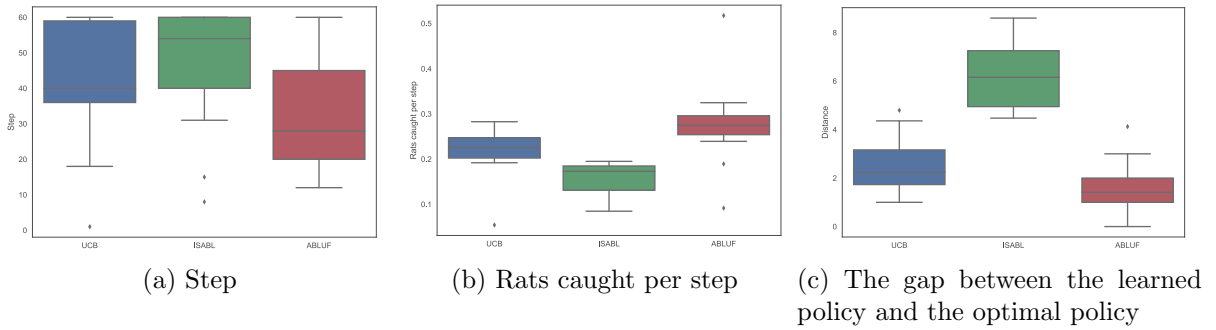 60
50
40
30
20
10
0
Step
UCB
ISABL
ABLUF
(a) Step
0.5
0.4
0.3
0.2
0.1
Rats caught per step
UCB
ISABL
ABLUF
(b) Rats caught per step
8
6
4
2
0
Distance
UCB
ISABL
ABLUF
(c) The gap between the learned
policy and the optimal policy